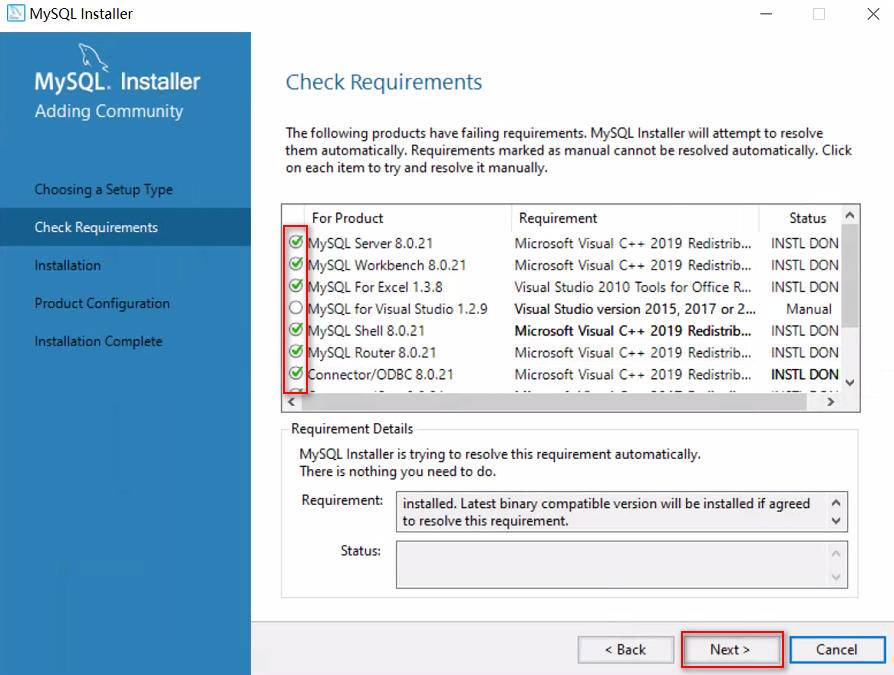 MySQL Installer
MySQL. Installer
Adding Community
Choosing a Setup Type
Check Requirements
Installation
Product Configuration
Installation Complete
Check Requirements
The following products have failing requirements. MySQL Installer will attempt to resolve
them automatically. Requirements marked as manual cannot be resolved automatically. Click
on each item to try and resolve it manually.
For Product Requirement Status
MySQL Server 8.0.21 Microsoft Visual C++ 2019 Redistrib... INSTL DON
MySQL Workbench 8.0.21 Microsoft Visual C++ 2019 Redistrib... INSTL DON
MySQL For Excel 1.3.8 Visual Studio 2010 Tools for Office R... INSTL DON
MySQL for Visual Studio 1.2.9 Visual Studio version 2015, 2017 or 2... Manual
MySQL Shell 8.0.21 Microsoft Visual C++ 2019 Redistrib... INSTL DON
MySQL Router 8.0.21 Microsoft Visual C++ 2019 Redistrib... INSTL DON
Connector/ODBC 8.0.21 Microsoft Visual C++ 2019 Redistrib... INSTL DON
Requirement Details
MySQL Installer is trying to resolve this requirement automatically.
There is nothing you need to do.
Requirement: installed. Latest binary compatible version will be installed if agreed
to resolve this requirement.
Status:
< Back Next > Cancel